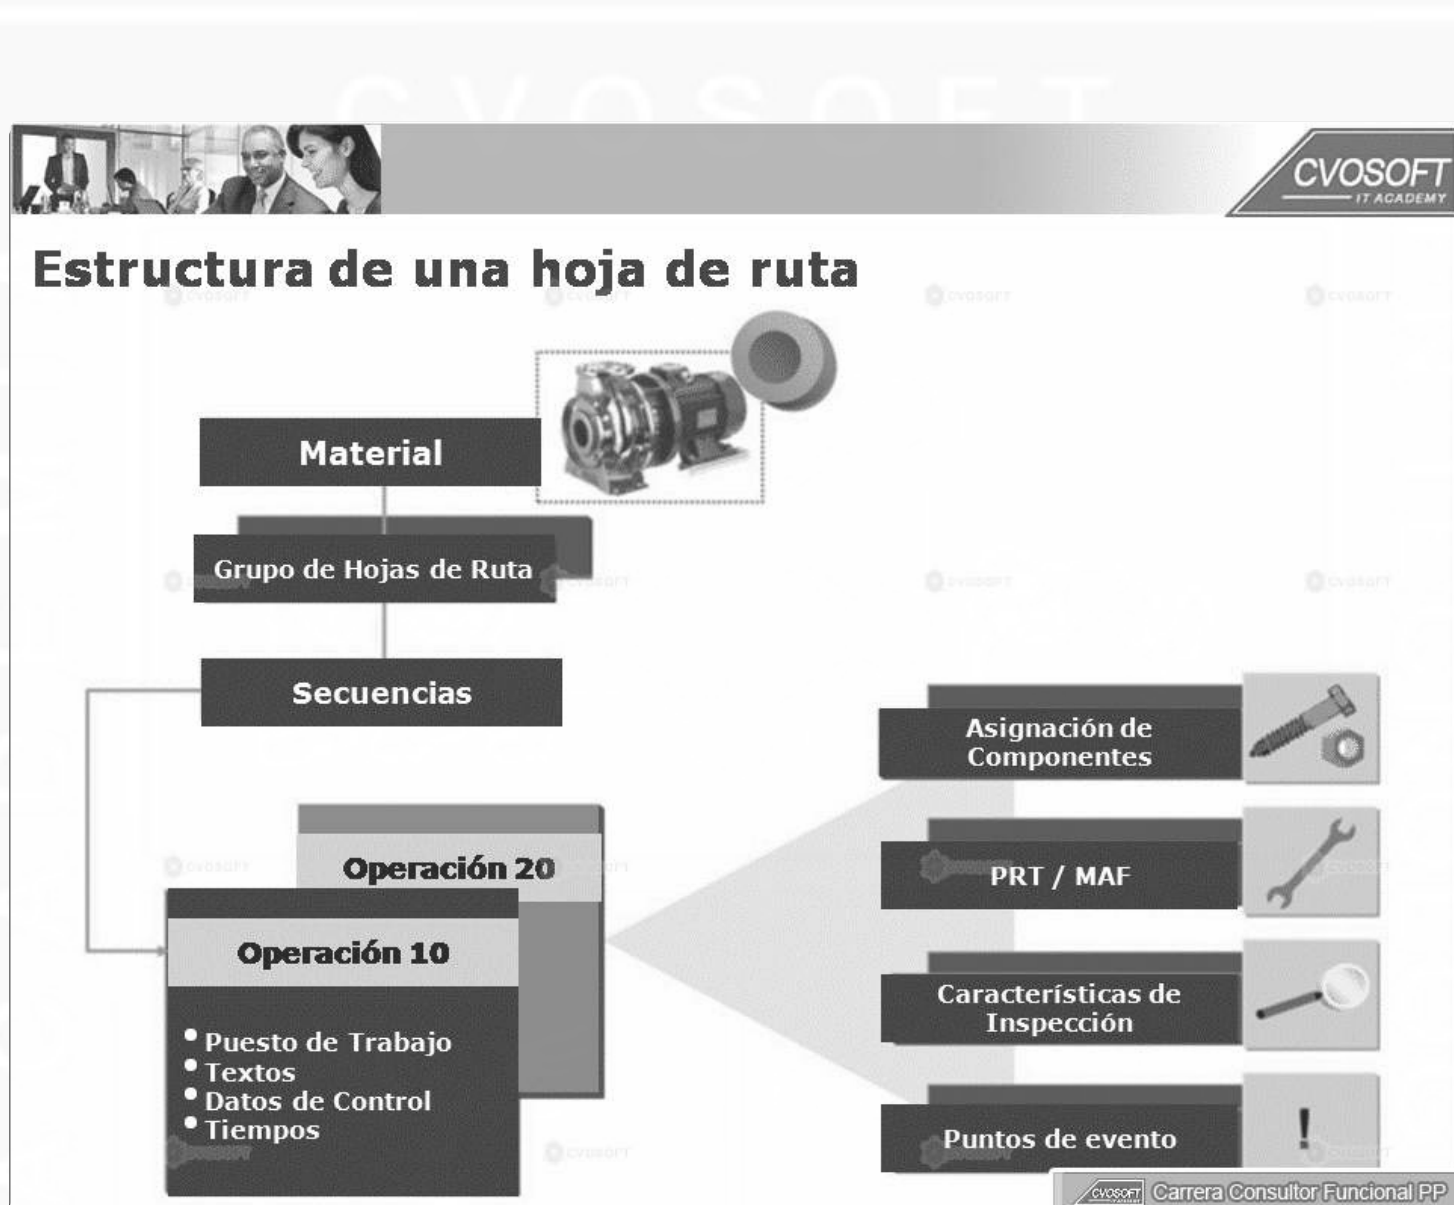 CVOSOFT
CVOSOFT
IT ACADEMY
Estructura de una hoja de ruta
Material
Grupo de Hojas de Ruta
Secuencias
Operación 20
Operación 10
Puesto de Trabajo
Textos
Datos de Control
Tiempos
Asignación de
Componentes
PRT / MAF
Características de
Inspección
Puntos de evento
CVOSOFT
Carrera Consultor Funcional PP